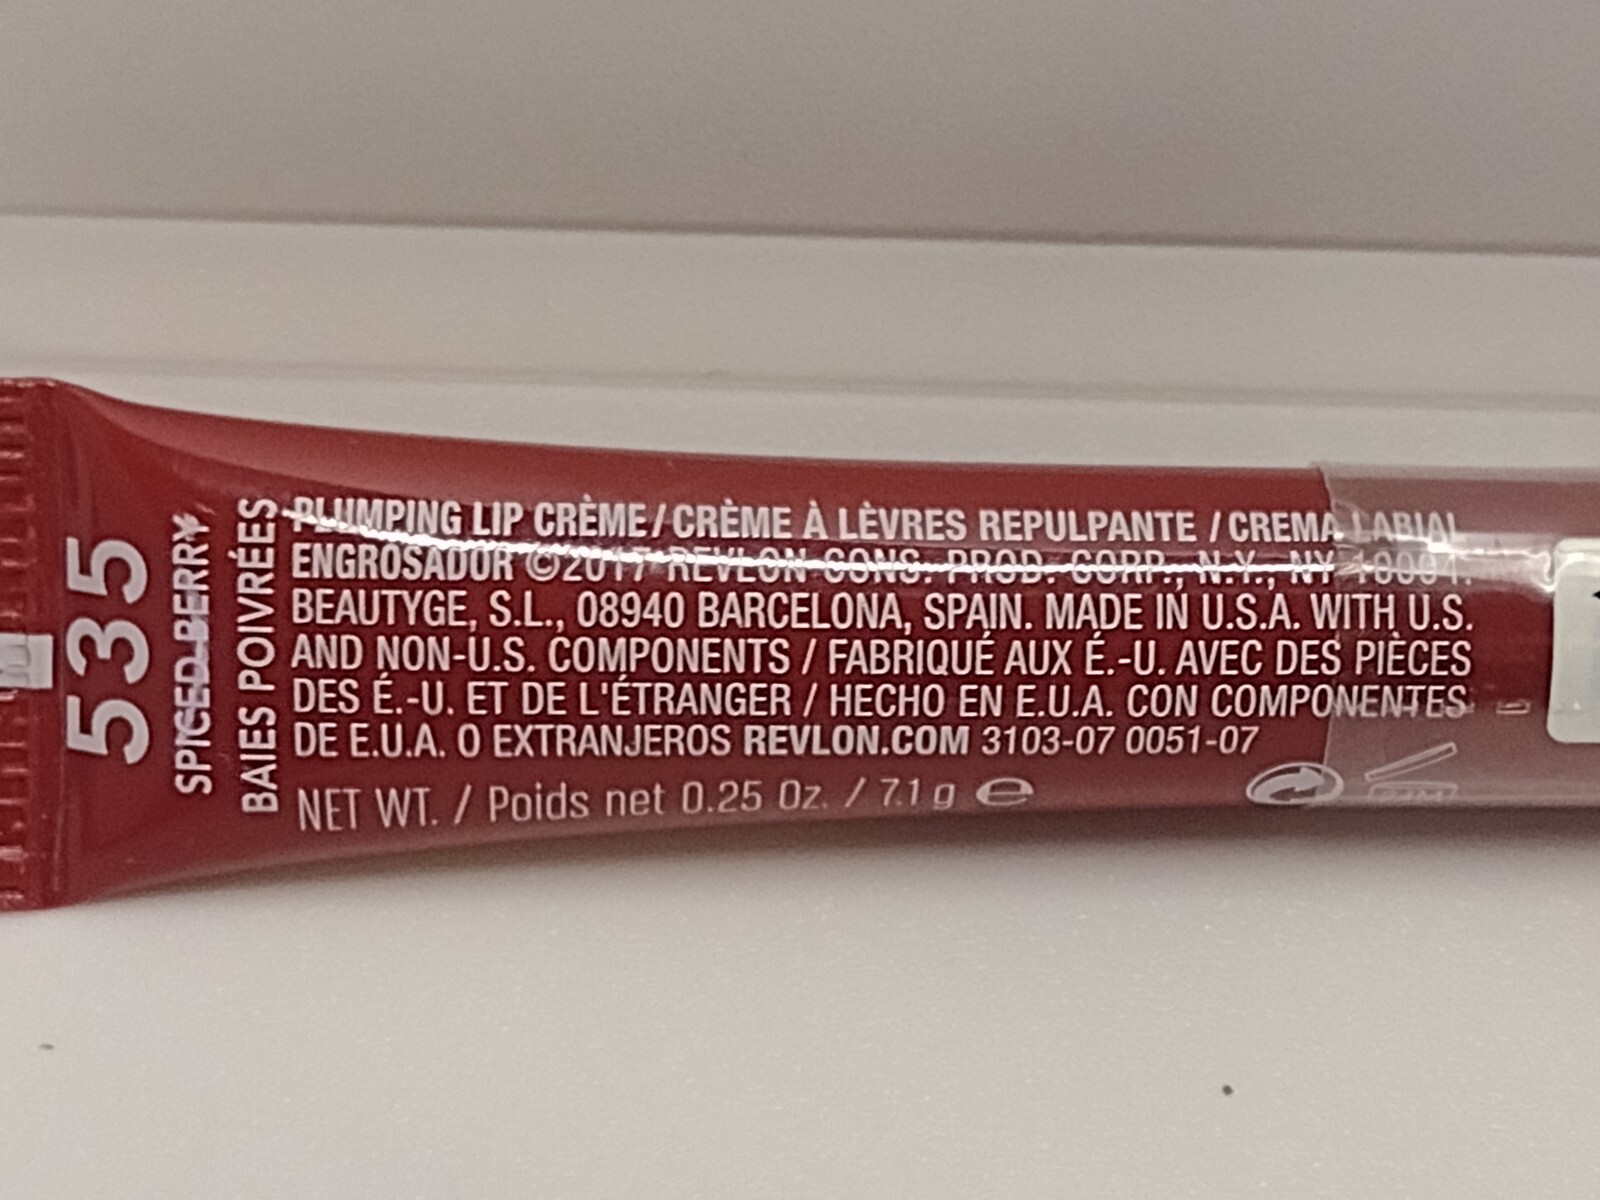 535
SPICED BERRY
BAIES POIVRÉES
PLUMPING LIP CRÈME / CRÈME À LÈVRES REPULPANTE / CREMA LABIAL
ENGROSADOR ©2017 REVLON CONS. PROD. CORP., N.Y., NY 10004.
BEAUTYGE, S.L., 08940 BARCELONA, SPAIN. MADE IN U.S.A. WITH U.S.
AND NON-U.S. COMPONENTS / FABRIQUÉ AUX É.-U. AVEC DES PIÈCES
DES É.-U. ET DE L'ÉTRANGER / HECHO EN E.U.A. CON COMPONENTES
DE E.U.A. O EXTRANJEROS REVLON.COM 3103-07 0051-07
NET WT. / Poids net 0.25 Oz. / 7.1 g e
24M